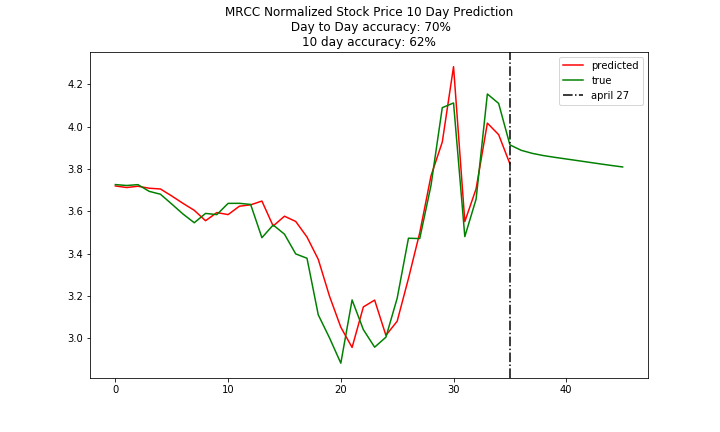 MRCC Normalized Stock Price 10 Day Prediction
Day to Day accuracy: 70%
10 day accuracy: 62%
predicted
true
april 27
4.2
4.0
3.8
3.6
3.4
3.2
3.0
0
10
20
30
40